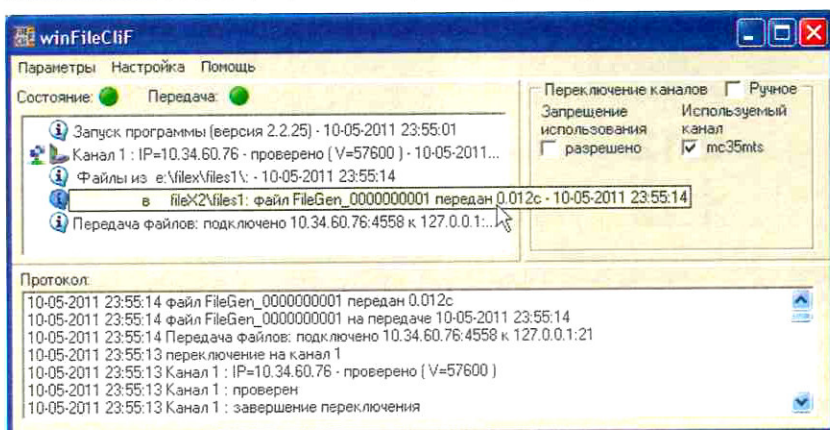 winFileCliF
Параметры Настройка Помощь
Состояние: Передача:
Запуск программы (версия 2.2.25) - 10-05-2011 23:55:01
Канал 1 : IP=10.34.60.76 - проверено ( V=57600 ) - 10-05-2011...
Файлы из e:\filex\files1\: - 10-05-2011 23:55:14
в fileX2\files1: файл FileGen_0000000001 передан 0.012с - 10-05-2011 23:55:14
Передача файлов: подключено 10.34.60.76:4558 к 127.0.0.1:...
Переключение каналов Ручное
Запрещение использования
разрешено
Используемый канал
mc35mts
Протокол:
10-05-2011 23:55:14 файл FileGen_0000000001 передан 0.012с
10-05-2011 23:55:14 файл FileGen_0000000001 на передаче 10-05-2011 23:55:14
10-05-2011 23:55:14 Передача файлов: подключено 10.34.60.76:4558 к 127.0.0.1:21
10-05-2011 23:55:13 переключение на канал 1
10-05-2011 23:55:13 Канал 1 : IP=10.34.60.76 - проверено ( V=57600 )
10-05-2011 23:55:13 Канал 1 : проверен
10-05-2011 23:55:13 Канал 1 : завершение переключения